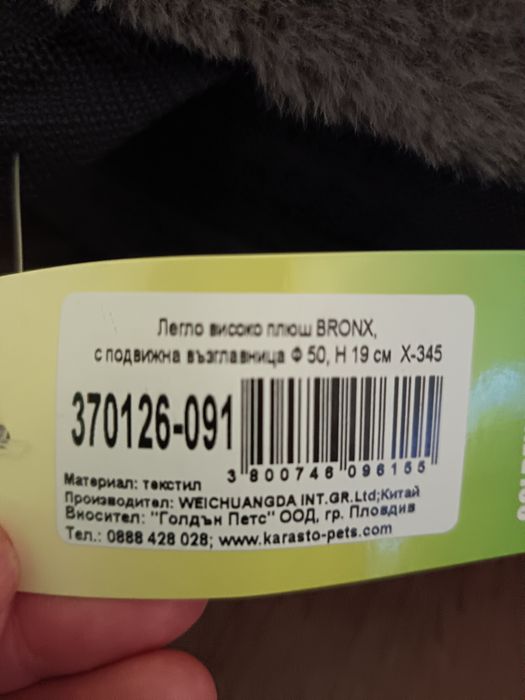 Легло високо плюш BRONX,
с подвижна възглавница Ф 50, H 19 см X-345
370126-091
3 800746 096155
Материал: текстил
Производител: WEICHUANGDA INT.GR.Ltd;Китай
Вносител: "Голдън Петс" ООД, гр. Пловдив
Тел.: 0888 428 028; www.karasto-pets.com